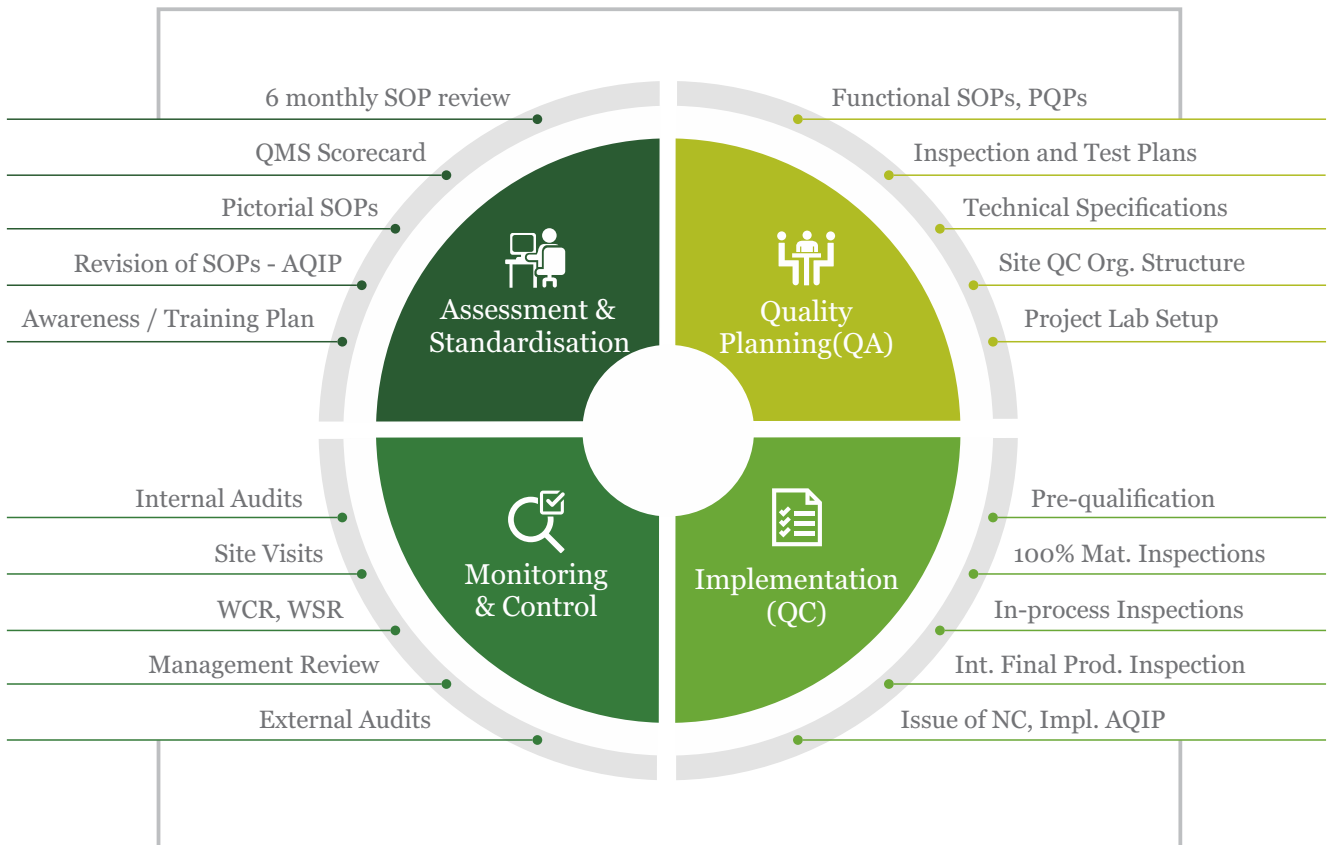 6 monthly SOP review
QMS Scorecard
Pictorial SOPs
Revision of SOPs - AQIP
Awareness / Training Plan
Assessment &
Standardisation
Functional SOPs, PQPs
Inspection and Test Plans
Technical Specifications
Site QC Org. Structure
Project Lab Setup
Quality
Planning(QA)
Internal Audits
Site Visits
WCR, WSR
Management Review
External Audits
Monitoring
& Control
Pre-qualification
100% Mat. Inspections
In-process Inspections
Int. Final Prod. Inspection
Issue of NC, Impl. AQIP
Implementation
(QC)